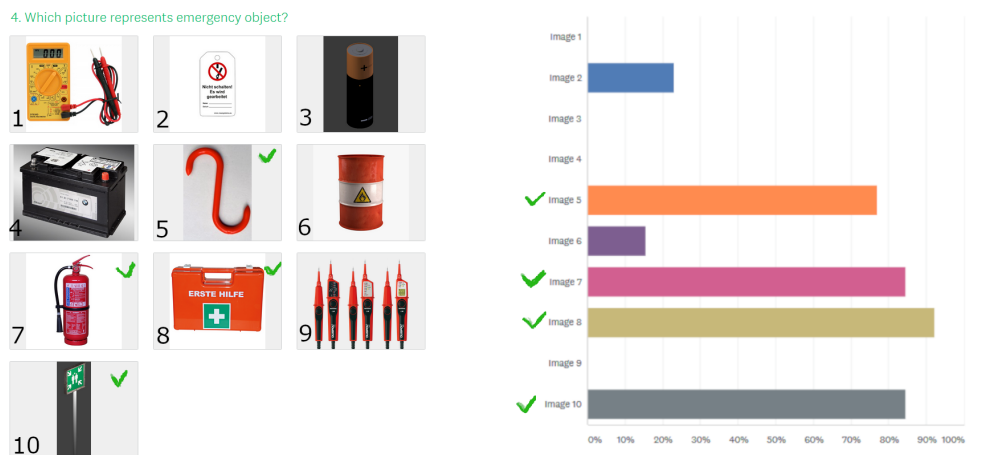 4. Which picture represents emergency object?
1
2
3
Nicht schalten!
Es wird
gearbeitet
4
5
6
7
8
9
ERSTE HILFE
10
Image 1
Image 2
Image 3
Image 4
Image 5
Image 6
Image 7
Image 8
Image 9
Image 10
0% 10% 20% 30% 40% 50% 60% 70% 80% 90% 100%